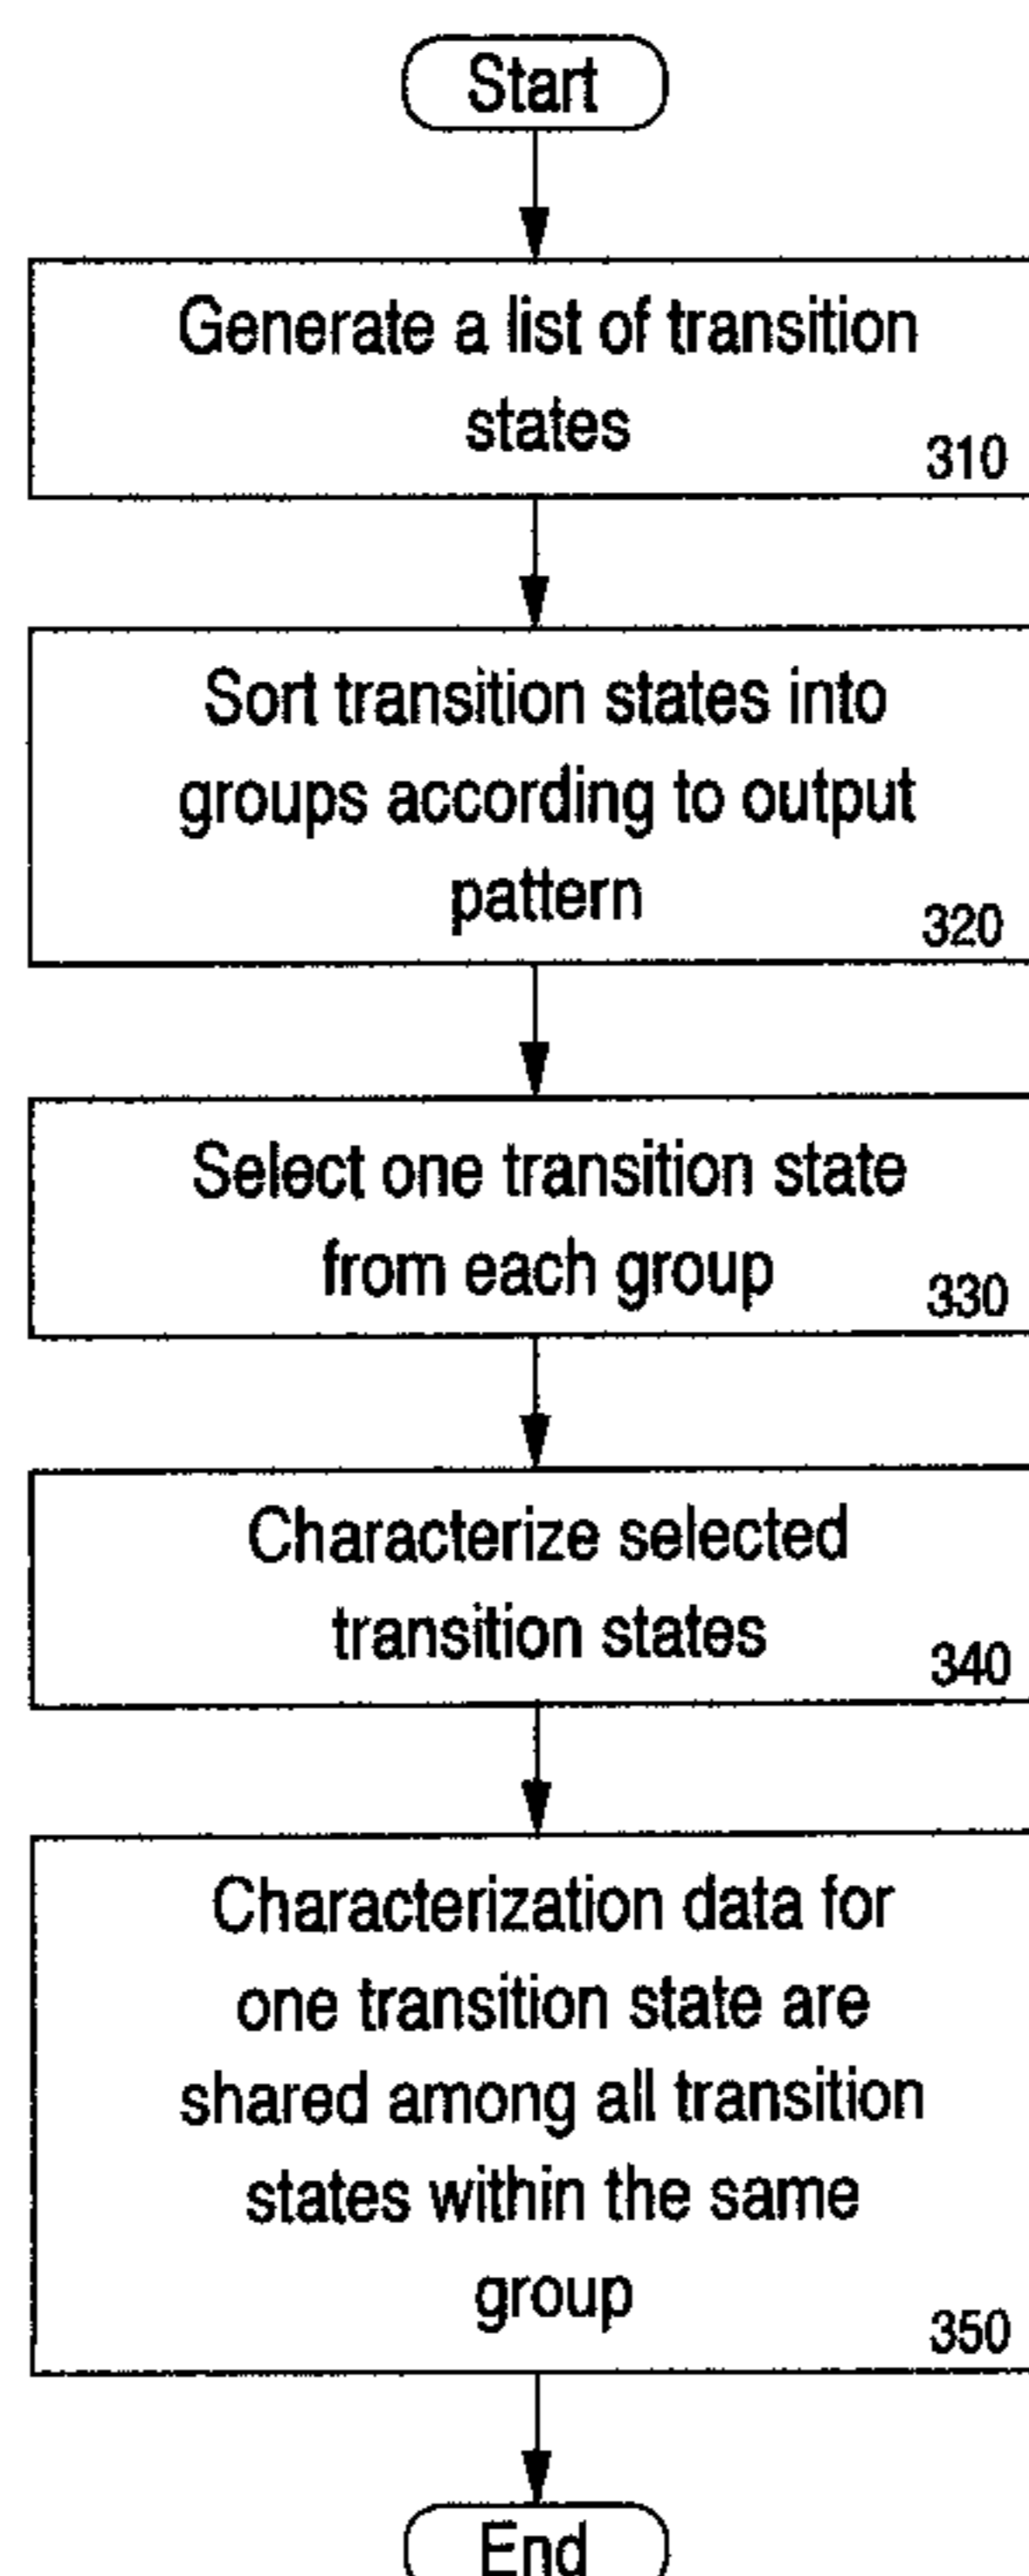 Start
Generate a list of transition
states
310
Sort transition states into
groups according to output
pattern
320
Select one transition state
from each group
330
Characterize selected
transition states
340
Characterization data for
one transition state are
shared among all transition
states within the same
group
350
End